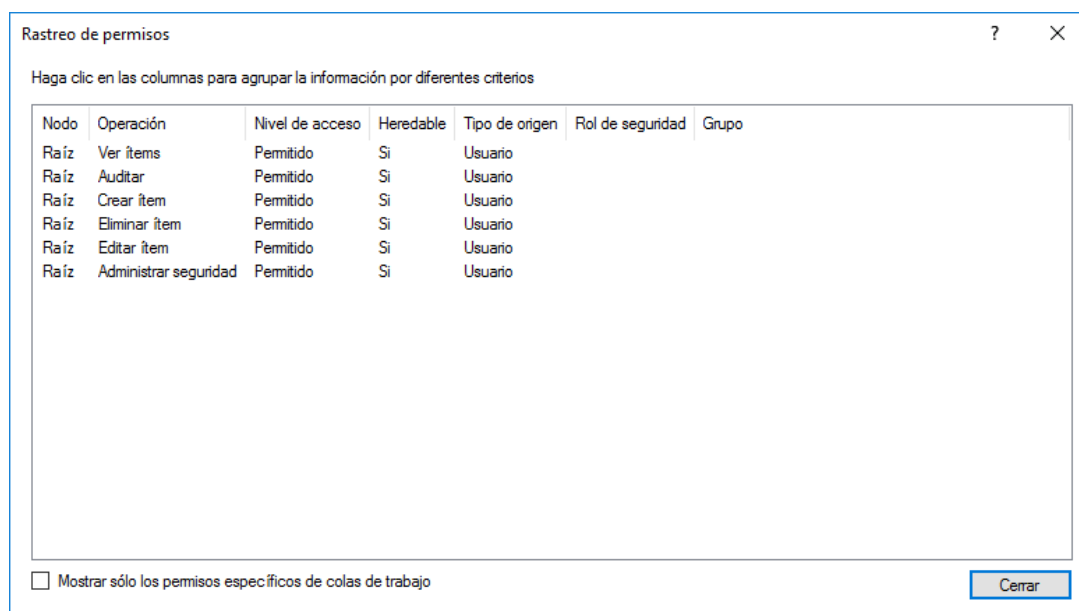 Rastreo de permisos ?
Haga clic en las columnas para agrupar la información por diferentes criterios
Nodo Operación Nivel de acceso Heredable Tipo de origen Rol de seguridad Grupo
Raíz Ver ítems Permitido Si Usuario
Raíz Auditar Permitido Si Usuario
Raíz Crear ítem Permitido Si Usuario
Raíz Eliminar ítem Permitido Si Usuario
Raíz Editar ítem Permitido Si Usuario
Raíz Administrar seguridad Permitido Si Usuario
Mostrar sólo los permisos específicos de colas de trabajo
Cerrar